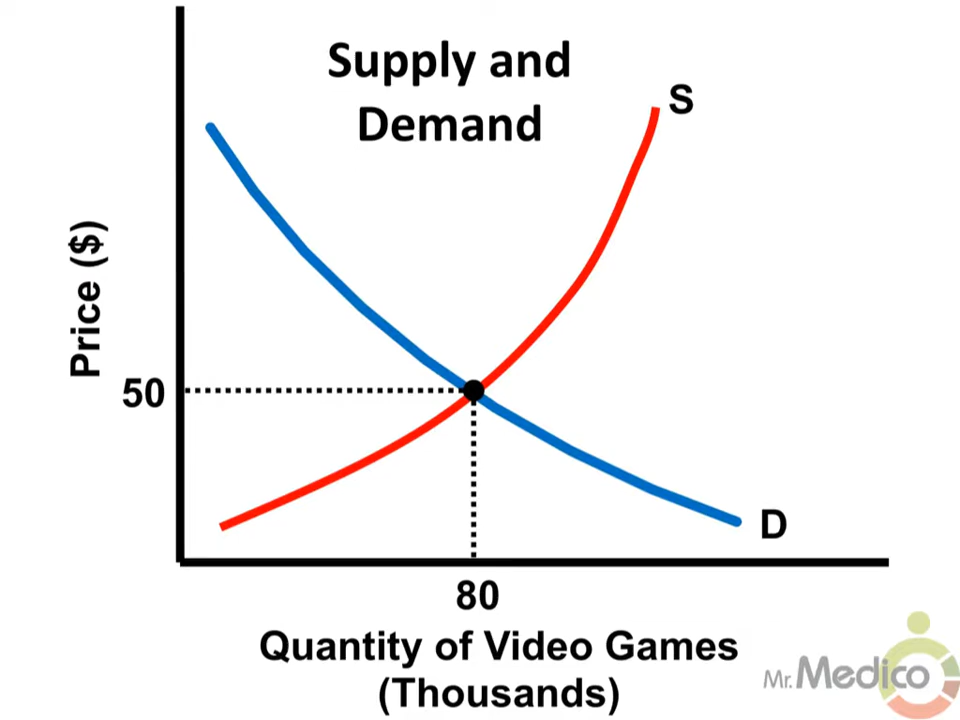 Supply and
Demand
S
Price ($)
50
D
80
Quantity of Video Games
(Thousands)
Mr.Medico